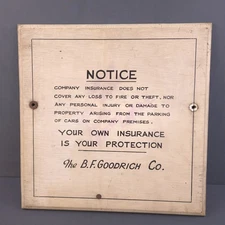 NOTICE
COMPANY INSURANCE DOES NOT
COVER ANY LOSS TO FIRE OR THEFT, NOR
ANY PERSONAL INJURY OR DAMAGE TO
PROPERTY ARISING FROM THE PARKING
OF CARS ON COMPANY PREMISES.
YOUR OWN INSURANCE
IS YOUR PROTECTION
The B.F. GOODRICH CO.